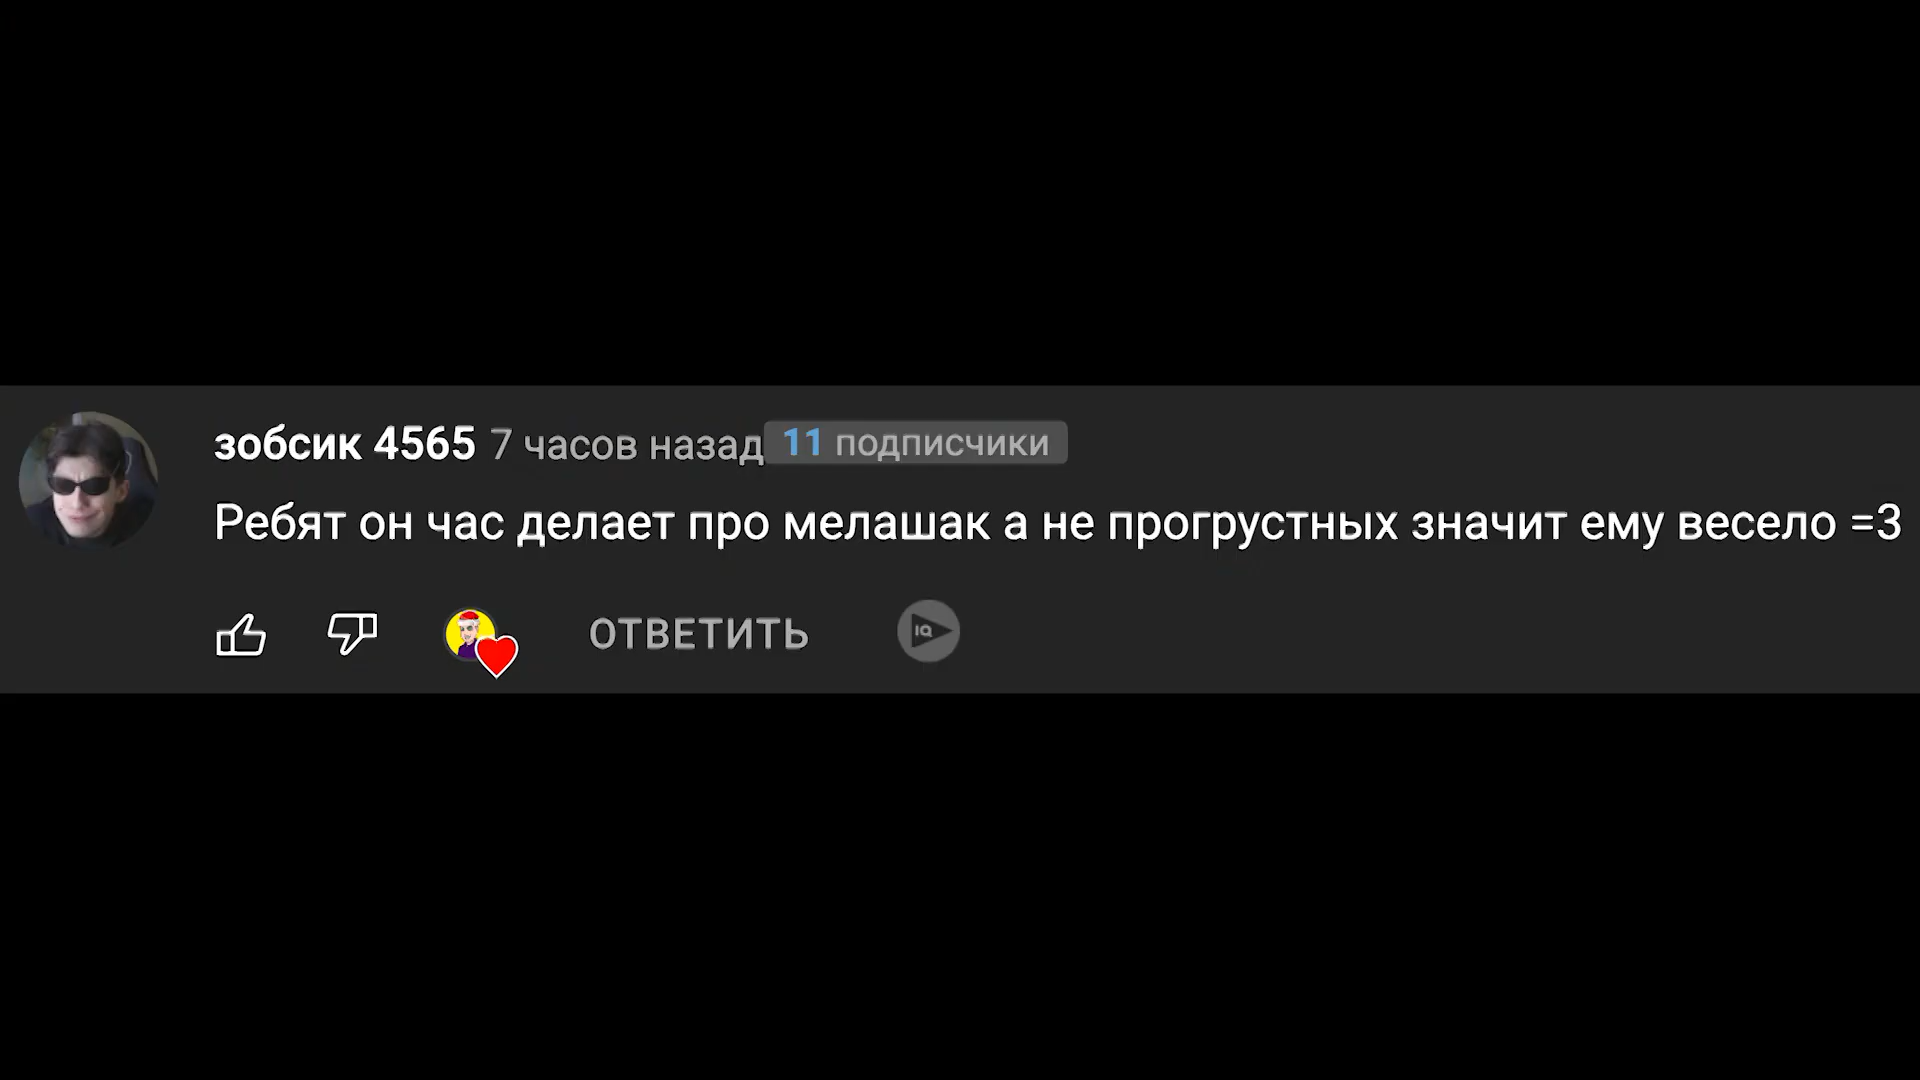 зобсик 4565 7 часов назад 11 подписчики
Ребят он час делает про мелашак а не прогрустных значит ему весело =3
ОТВЕТИТЬ IQ